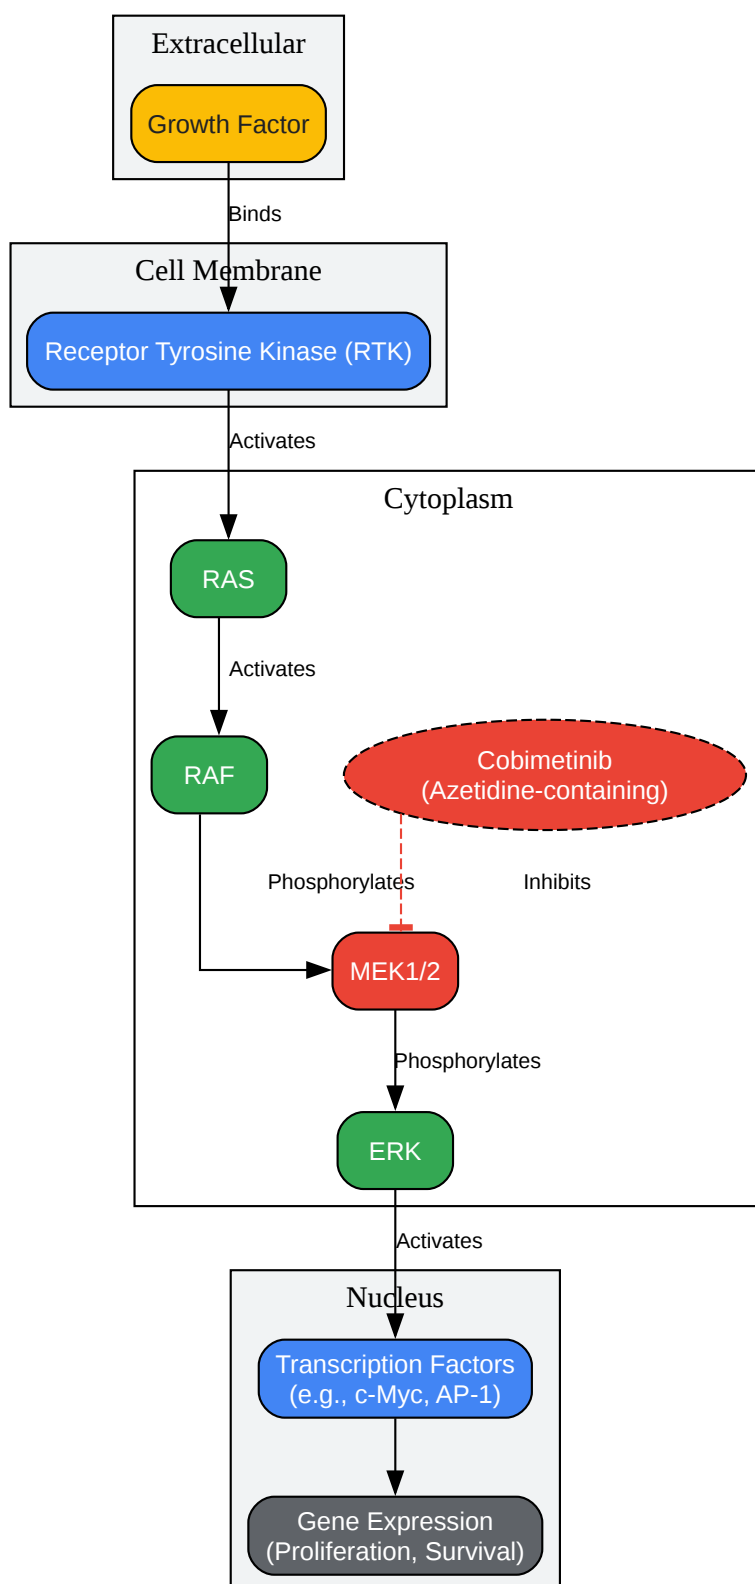 Extracellular
Growth Factor
Binds
Cell Membrane
Receptor Tyrosine Kinase (RTK)
Activates
Cytoplasm
RAS
Activates
RAF
Cobimetinib
(Azetidine-containing)
Phosphorylates
Inhibits
MEK1/2
Phosphorylates
ERK
Activates
Nucleus
Transcription Factors
(e.g., c-Myc, AP-1)
Gene Expression
(Proliferation, Survival)